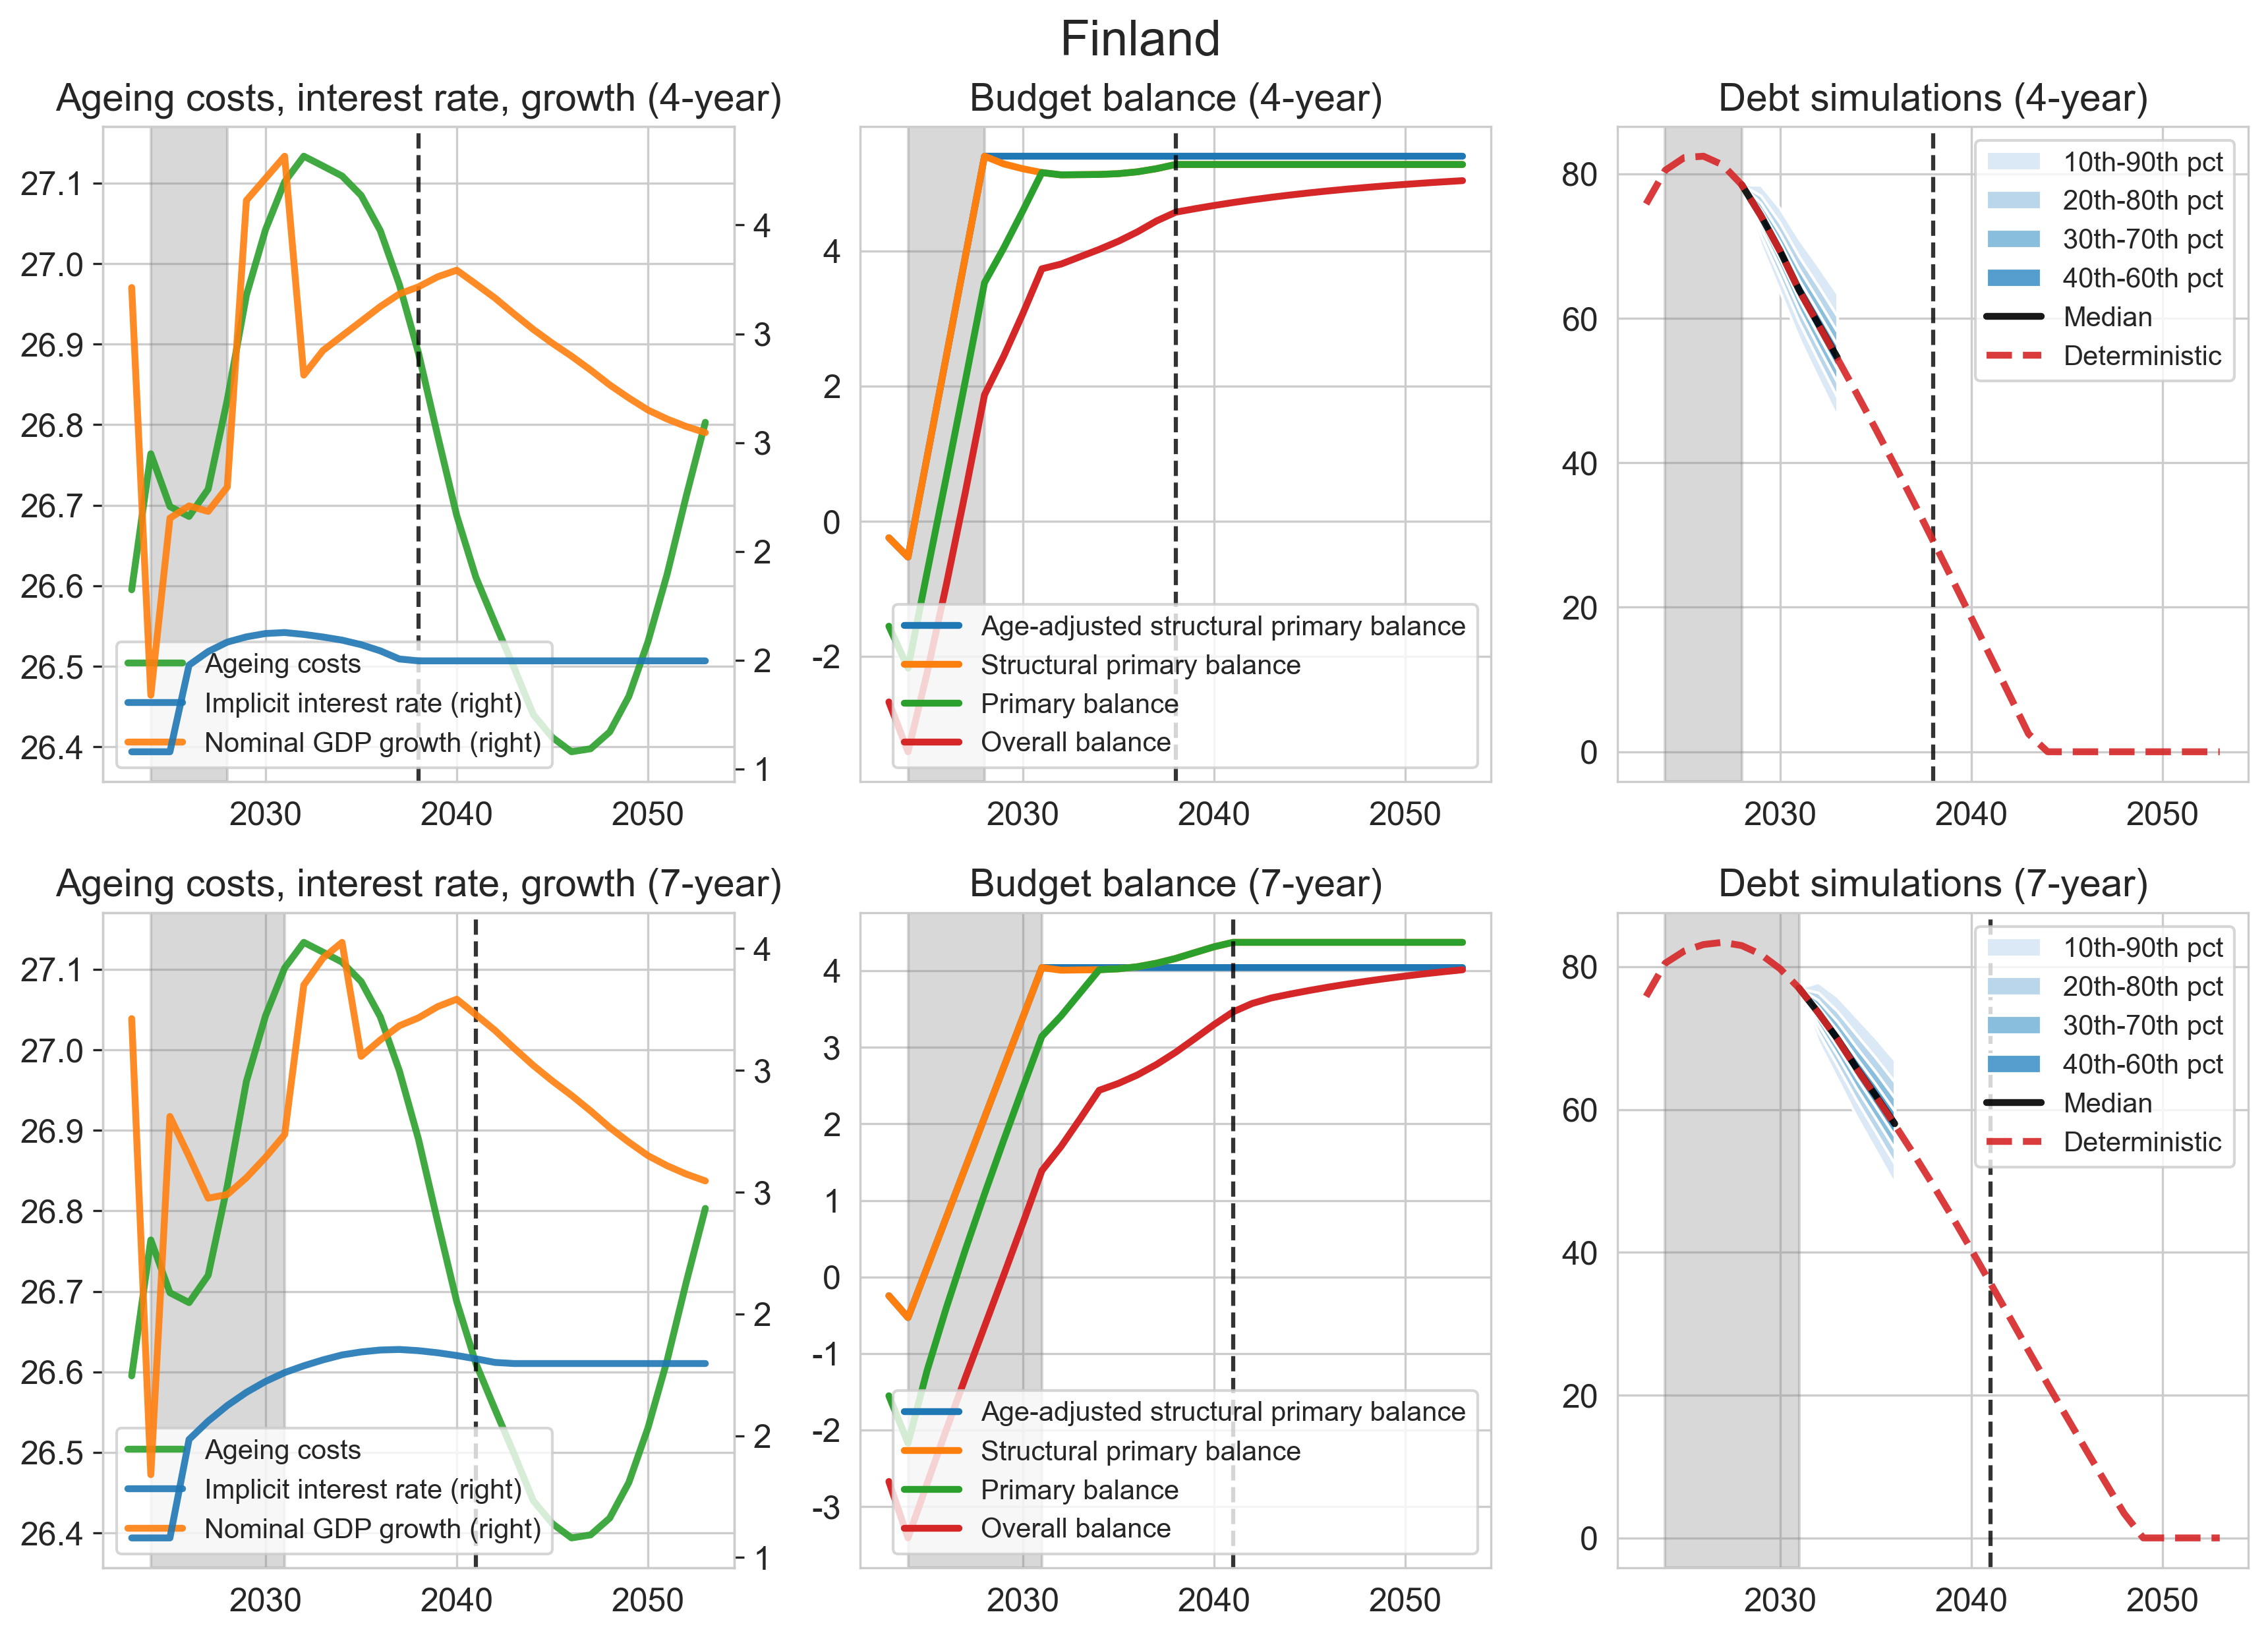 Finland
Ageing costs, interest rate, growth (4-year)
27.1
27.0
26.9
26.8
26.7
26.6
26.5
26.4
4
3
3
2
2
1
2030 2040 2050
Ageing costs
Implicit interest rate (right)
Nominal GDP growth (right)
Budget balance (4-year)
4
2
0
-2
2030 2040 2050
Age-adjusted structural primary balance
Structural primary balance
Primary balance
Overall balance
Debt simulations (4-year)
80
60
40
20
0
2030 2040 2050
10th-90th pct
20th-80th pct
30th-70th pct
40th-60th pct
Median
Deterministic
Ageing costs, interest rate, growth (7-year)
27.1
27.0
26.9
26.8
26.7
26.6
26.5
26.4
4
3
3
2
2
1
2030 2040 2050
Ageing costs
Implicit interest rate (right)
Nominal GDP growth (right)
Budget balance (7-year)
4
3
2
1
0
-1
-2
-3
2030 2040 2050
Age-adjusted structural primary balance
Structural primary balance
Primary balance
Overall balance
Debt simulations (7-year)
80
60
40
20
0
2030 2040 2050
10th-90th pct
20th-80th pct
30th-70th pct
40th-60th pct
Median
Deterministic